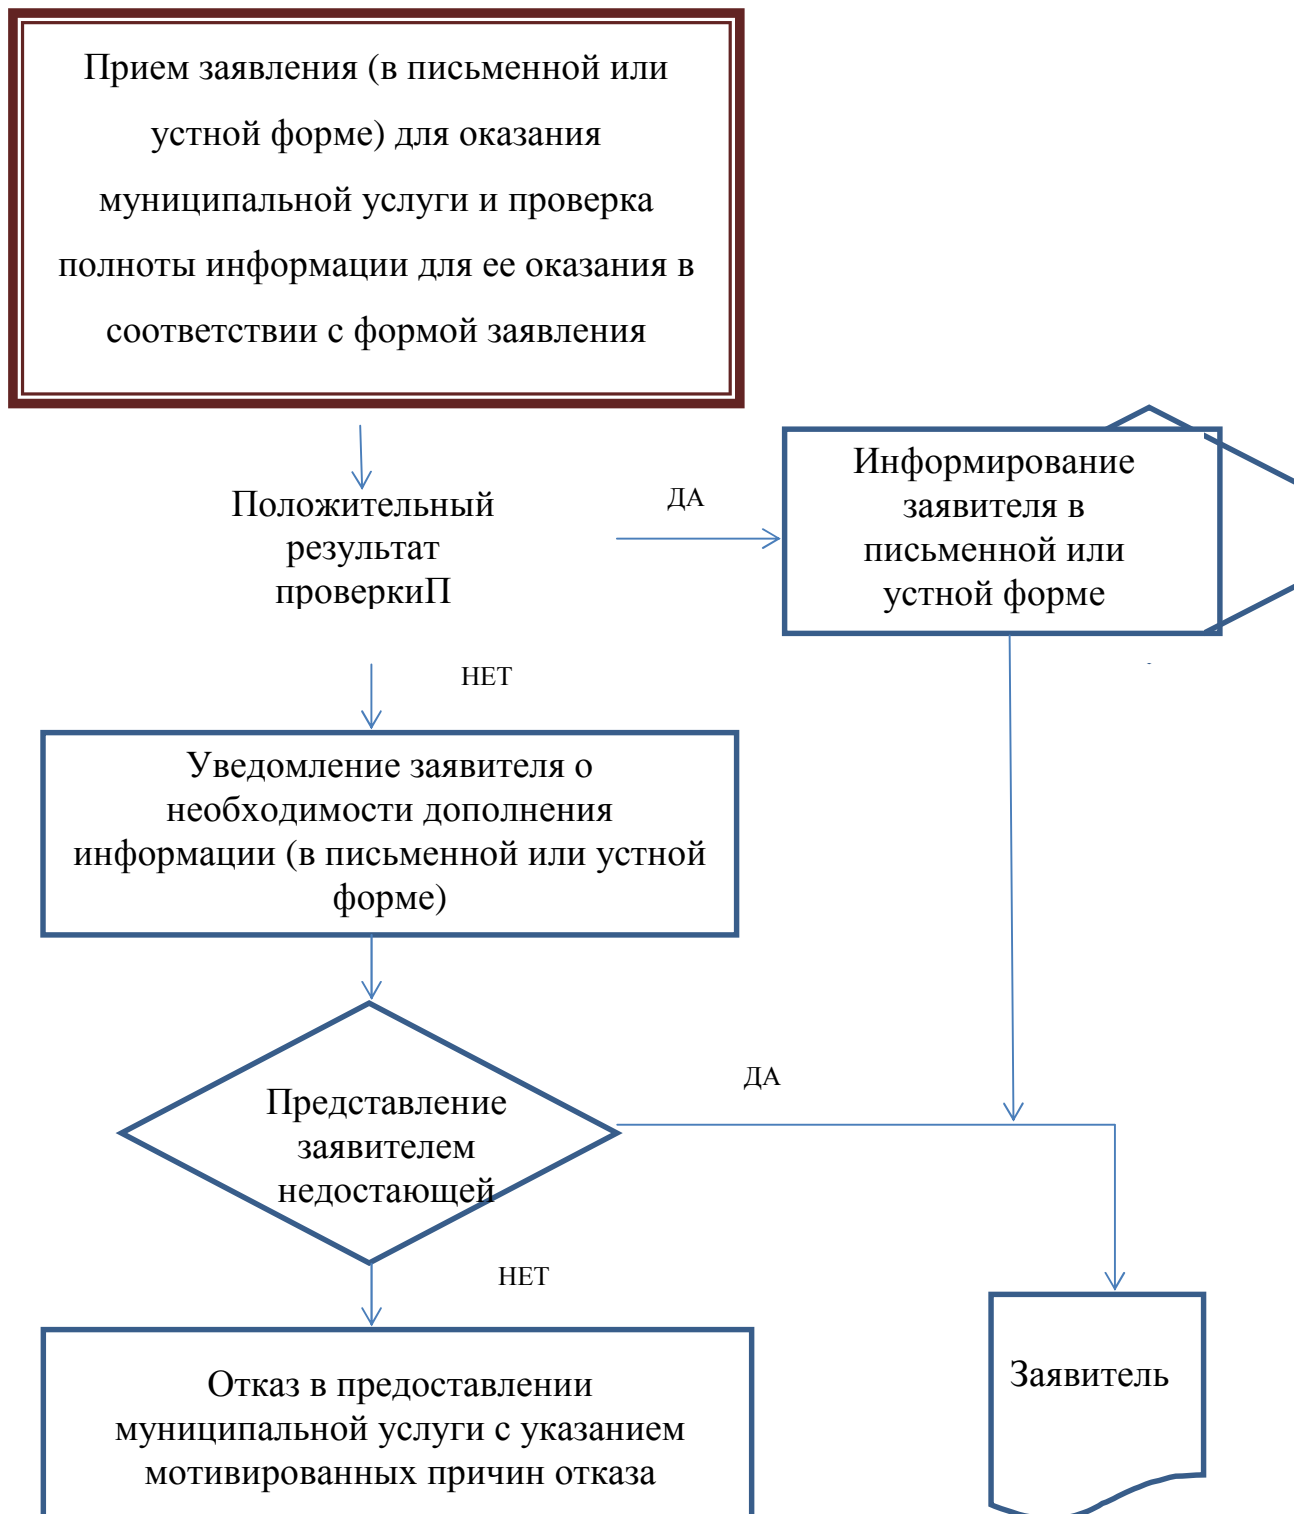 Прием заявления (в письменной или
устной форме) для оказания
муниципальной услуги и проверка
полноты информации для ее оказания в
соответствии с формой заявления
Положительный
результат
проверкиП
ДА
Информирование
заявителя в
письменной или
устной форме
НЕТ
Уведомление заявителя о
необходимости дополнения
информации (в письменной или устной
форме)
Представление
заявителем
недостающей
ДА
НЕТ
Отказ в предоставлении
муниципальной услуги с указанием
мотивированных причин отказа
Заявитель